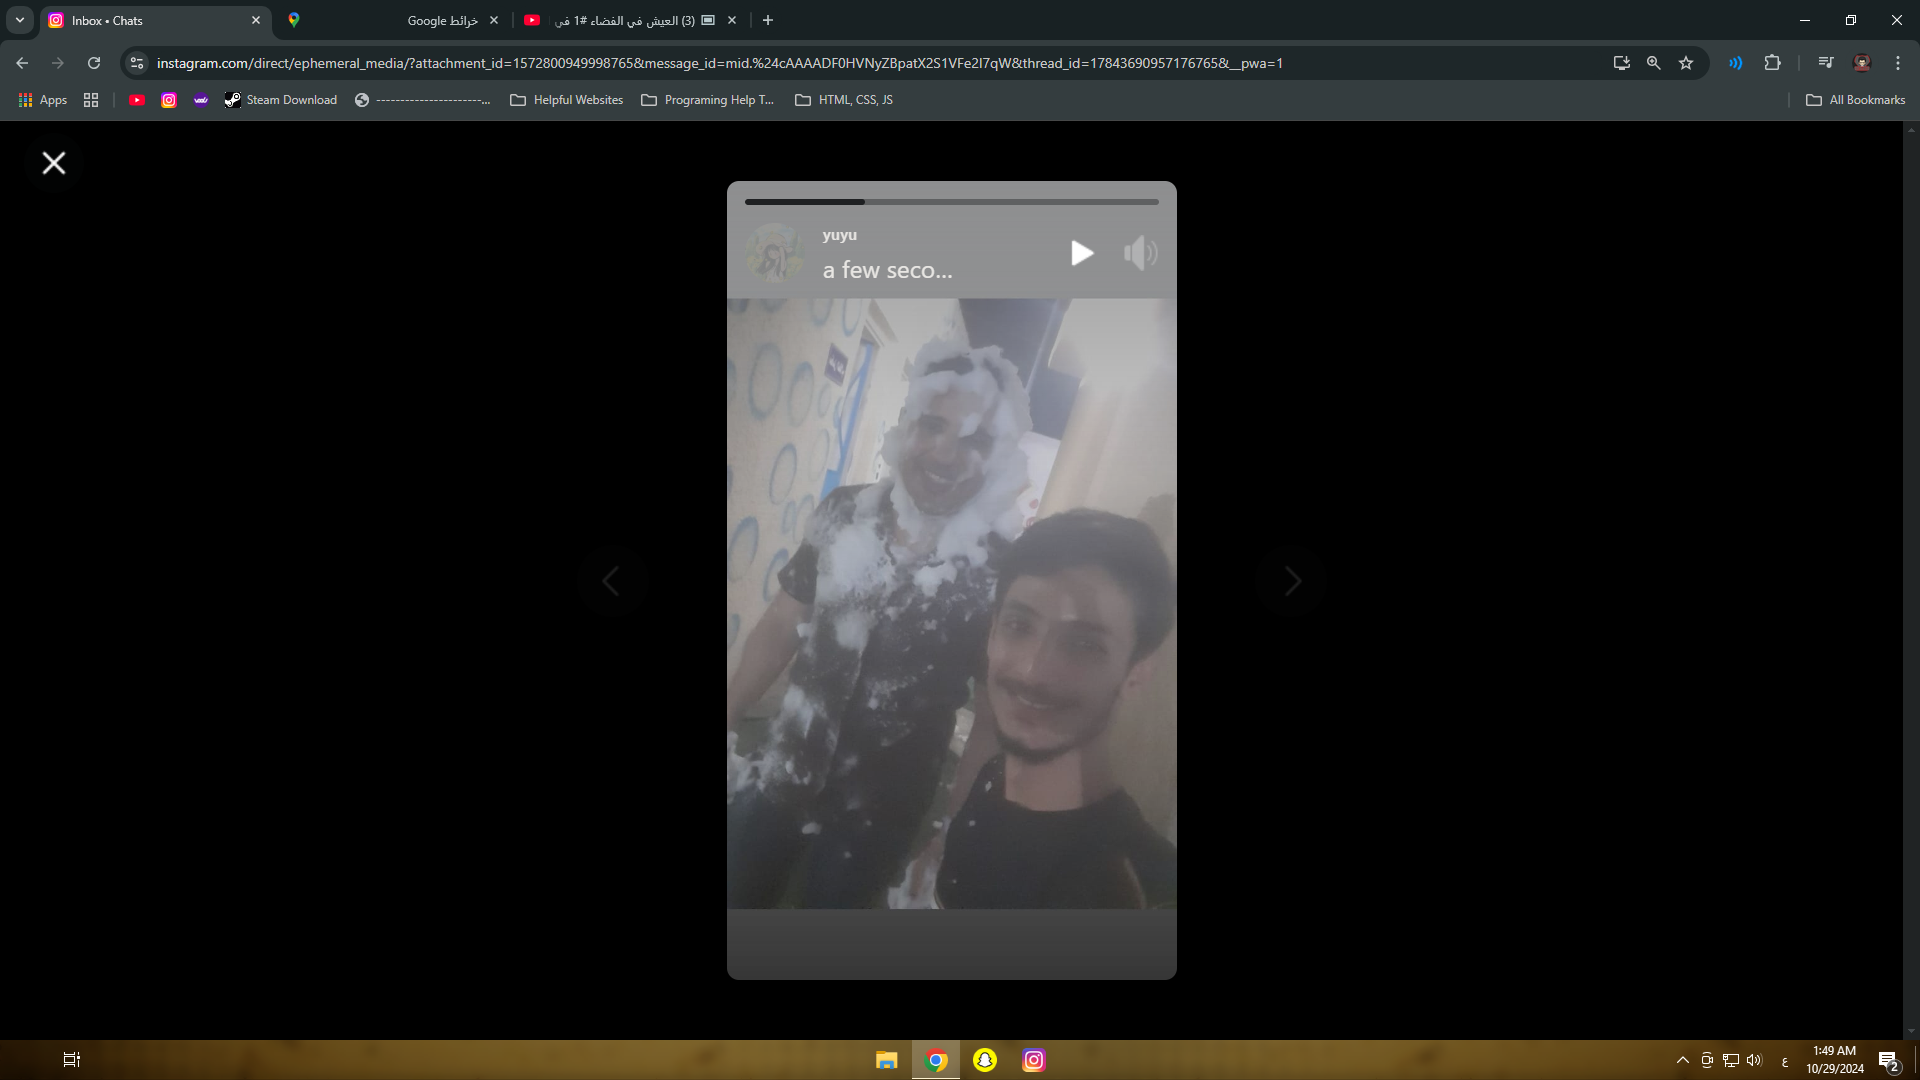 Inbox • Chats
خرائط Google
(3) العيش في الفضاء #1 في
instagram.com/direct/ephemeral_media/?attachment_id=1572800949998765&message_id=mid.%24cAAAADF0HVNyZBpatX2S1VFe2I7qW&thread_id=17843690957176765&__pwa=1
Apps
Steam Download
----------------------...
Helpful Websites
Programing Help T...
HTML, CSS, JS
All Bookmarks
yuyu
a few seco...
ع
1:49 AM
10/29/2024
2